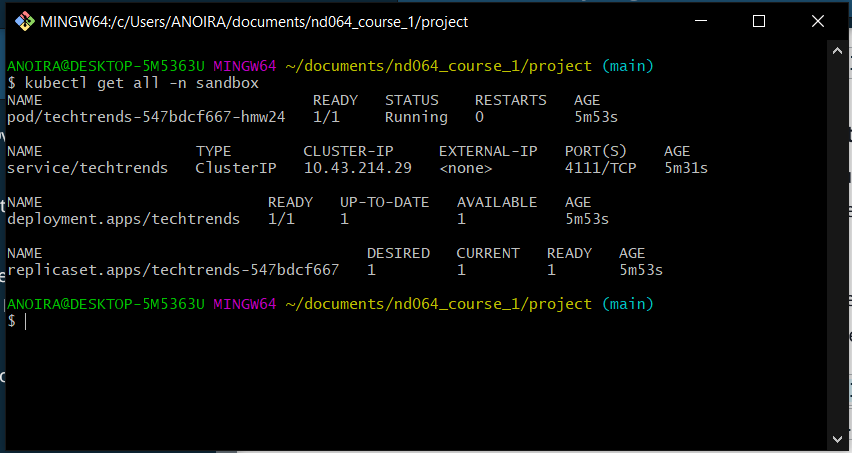 MINGW64:/c/Users/ANOIRA/documents/nd064_course_1/project
ANOIRA@DESKTOP-5M5363U MINGW64 ~/documents/nd064_course_1/project (main)
$ kubectl get all -n sandbox
NAME READY STATUS RESTARTS AGE
pod/techtrends-547bdcf667-hmw24 1/1 Running 0 5m53s
NAME TYPE CLUSTER-IP EXTERNAL-IP PORT(S) AGE
service/techtrends ClusterIP 10.43.214.29 <none> 4111/TCP 5m31s
NAME READY UP-TO-DATE AVAILABLE AGE
deployment.apps/techtrends 1/1 1 1 5m53s
NAME DESIRED CURRENT READY AGE
replicaset.apps/techtrends-547bdcf667 1 1 1 5m53s
ANOIRA@DESKTOP-5M5363U MINGW64 ~/documents/nd064_course_1/project (main)
$